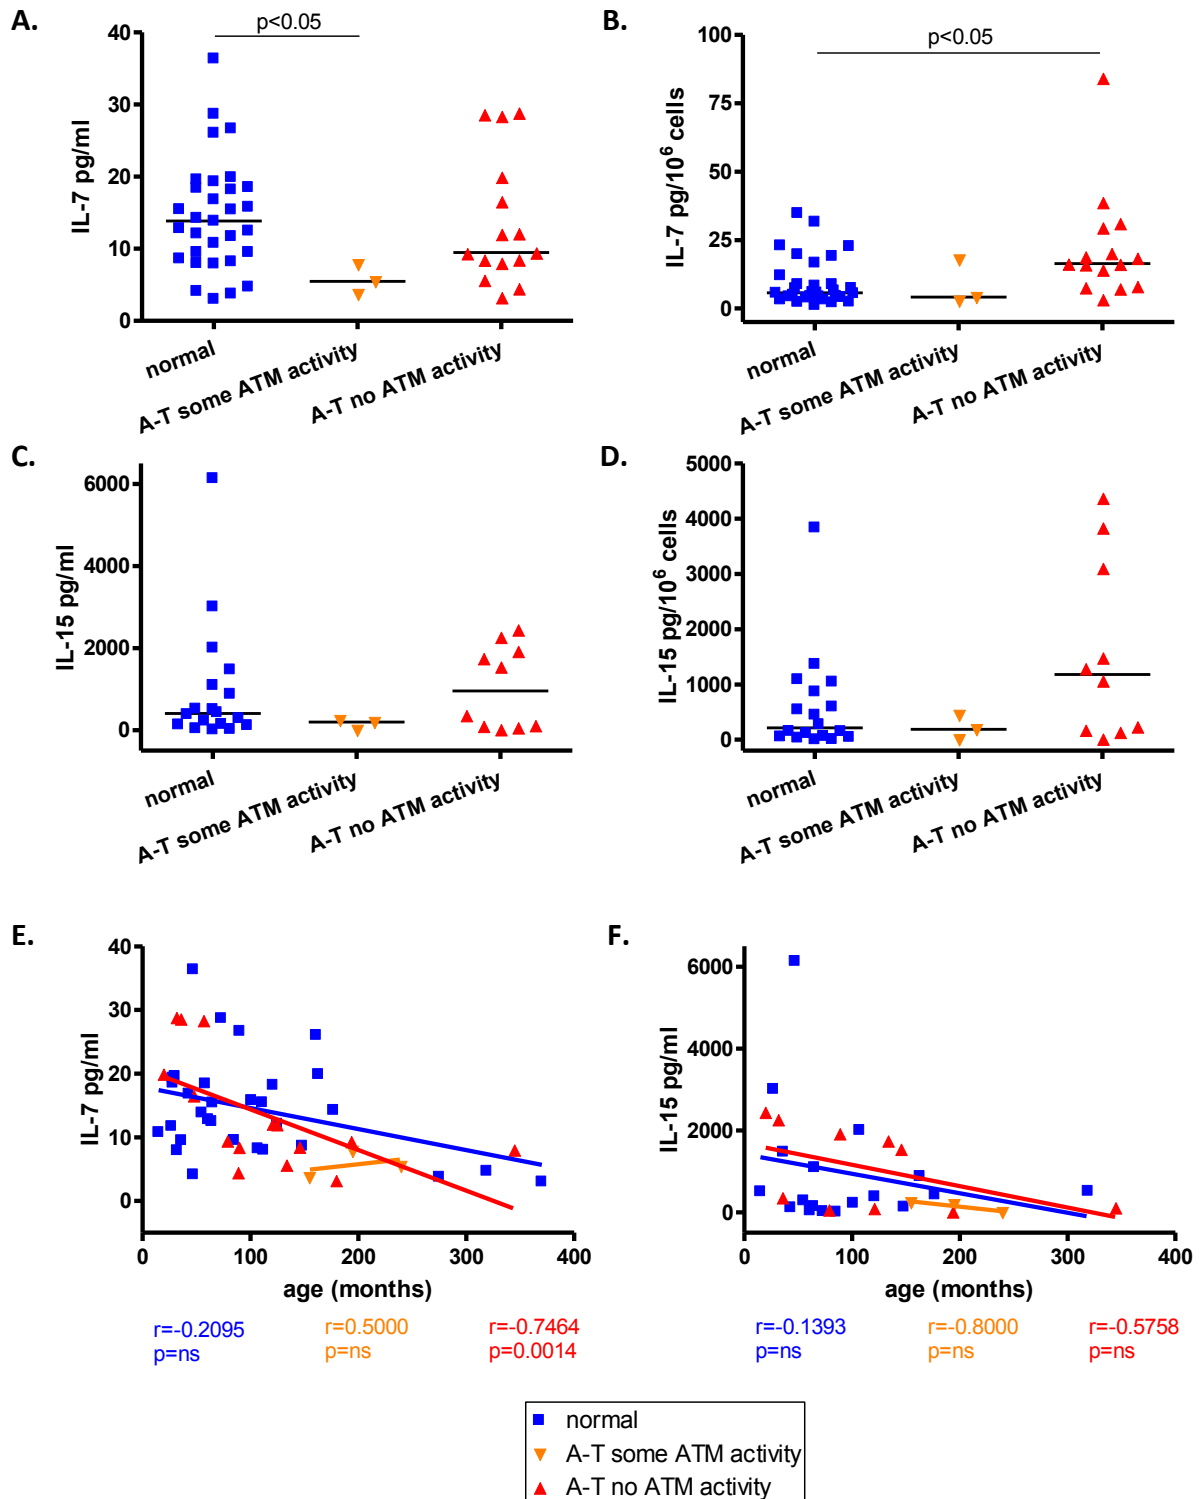 A.
p<0.05
IL-7 pg/ml
40
30
20
10
0
normal
A-T some ATM activity
A-T no ATM activity
B.
p<0.05
IL-7 pg/10⁶ cells
100
75
50
25
0
normal
A-T some ATM activity
A-T no ATM activity
C.
IL-15 pg/ml
6000
4000
2000
0
normal
A-T some ATM activity
A-T no ATM activity
D.
IL-15 pg/10⁶ cells
5000
4000
3000
2000
1000
0
normal
A-T some ATM activity
A-T no ATM activity
E.
IL-7 pg/ml
40
30
20
10
0
0 100 200 300 400
age (months)
r=-0.2095
p=ns
r=0.5000
p=ns
r=-0.7464
p=0.0014
F.
IL-15 pg/ml
6000
4000
2000
0
0 100 200 300 400
age (months)
r=-0.1393
p=ns
r=-0.8000
p=ns
r=-0.5758
p=ns
normal
A-T some ATM activity
A-T no ATM activity